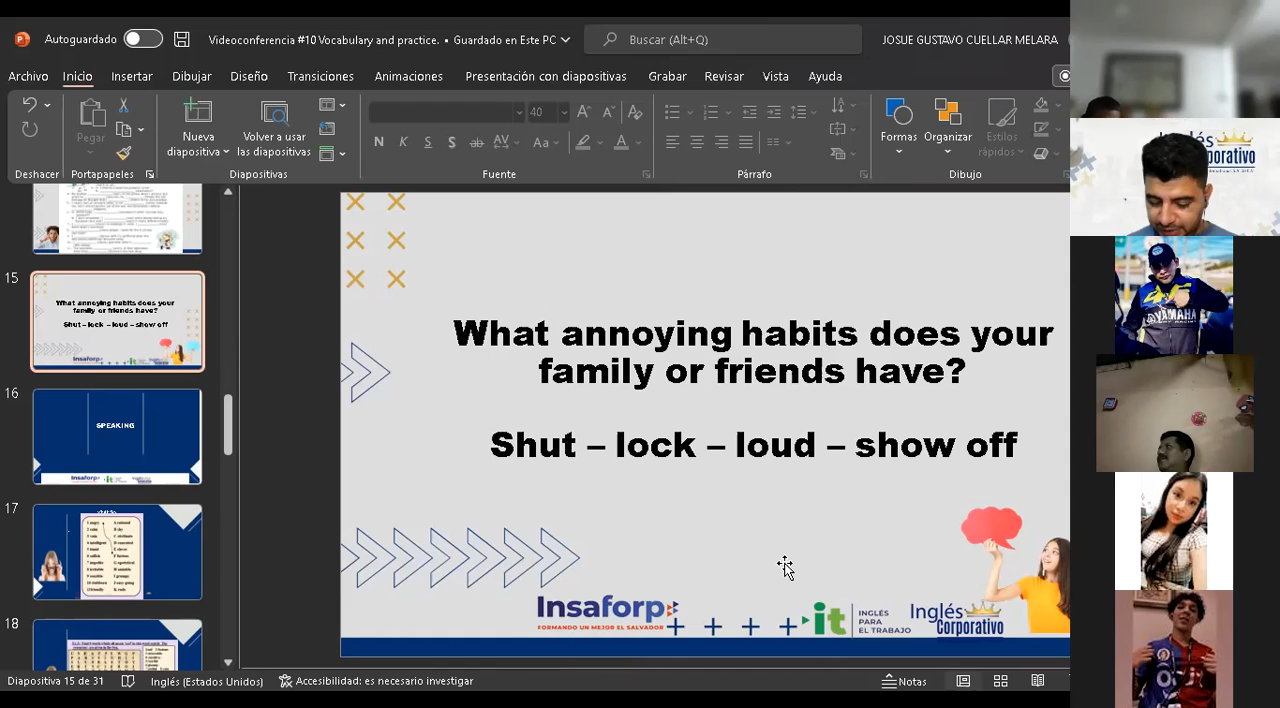 Autoguardado
Videoconferencia #10 Vocabulary and practice. • Guardado en Este PC
Buscar (Alt+Q)
JOSUE GUSTAVO CUELLAR MELARA
Archivo Inicio Insertar Dibujar Diseño Transiciones Animaciones Presentación con diapositivas Grabar Revisar Vista Ayuda
Pegar
Nueva diapositiva
Volver a usar las diapositivas
40
N K S S ab AV Aa A
Formas
Organizar
Estilos rápidos
Deshacer Portapapeles Diapositivas Fuente Párrafo Dibujo
15
What annoying habits does your
family or friends have?
Shut – lock – loud – show off
16
SPEAKING
17
18
What annoying habits does your
family or friends have?
Shut – lock – loud – show off
Insaforp
FORMANDO UN MEJOR EL SALVADOR
it
INGLÉS
PARA
EL TRABAJO
Inglés
Corporativo
Diapositiva 15 de 31
Inglés (Estados Unidos)
Accesibilidad: es necesario investigar
Notas
Inglés
Corporativo
YAMAHA